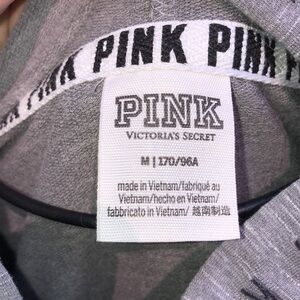 PINK PINK PINK PIN
PINK
VICTORIA'S SECRET
M | 170/96A
made in Vietnam/fabriqué au
Vietnam/hecho en Vietnam/
fabbricato in Vietnam/ 越南制造